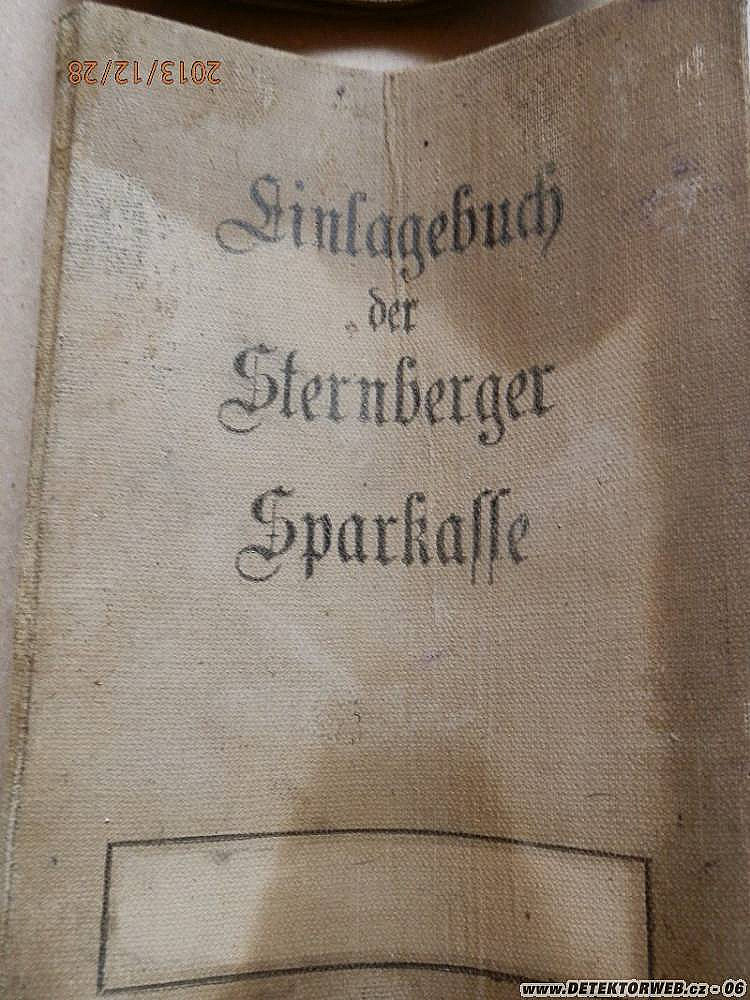 2013/12/28
Einlagebuch
der
Sternberger
Sparkasse
www.DETEKTORWEB.cz - 06